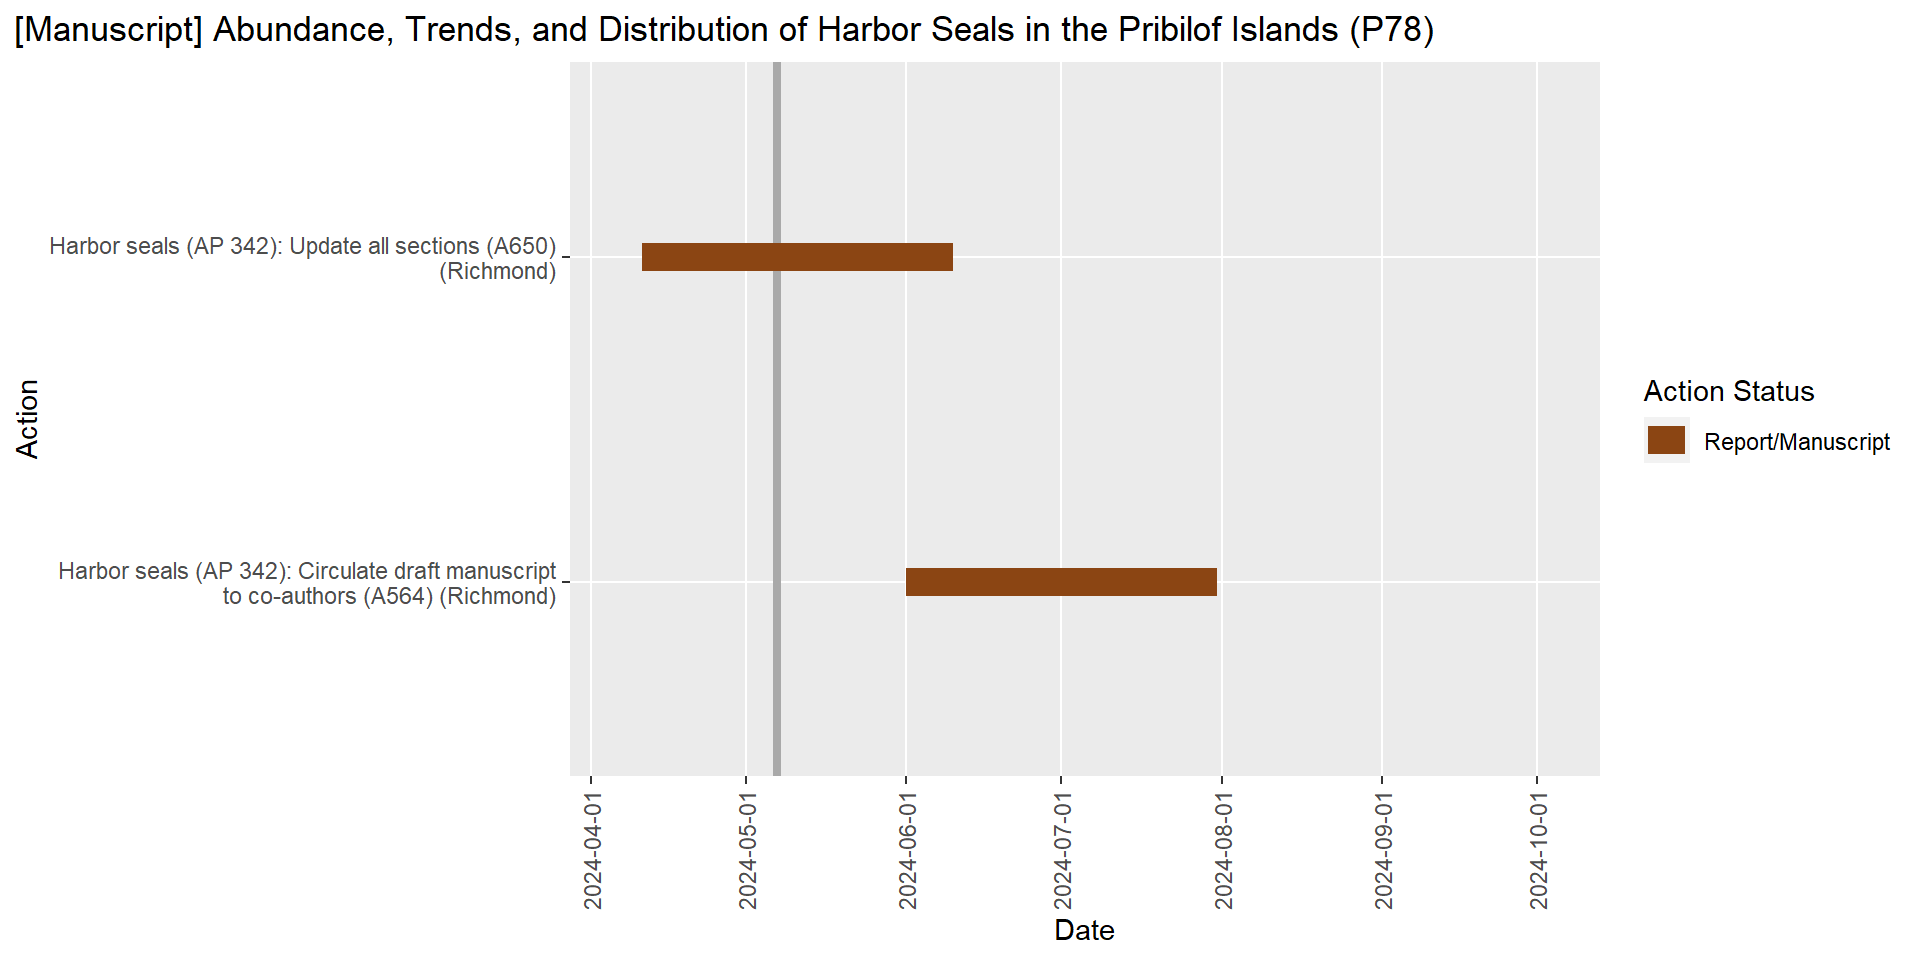 [Manuscript] Abundance, Trends, and Distribution of Harbor Seals in the Pribilof Islands (P78)
Action
Harbor seals (AP 342): Update all sections (A650)
(Richmond)
Harbor seals (AP 342): Circulate draft manuscript
to co-authors (A564) (Richmond)
2024-04-01
2024-05-01
2024-06-01
2024-07-01
2024-08-01
2024-09-01
2024-10-01
Date
Action Status
Report/Manuscript